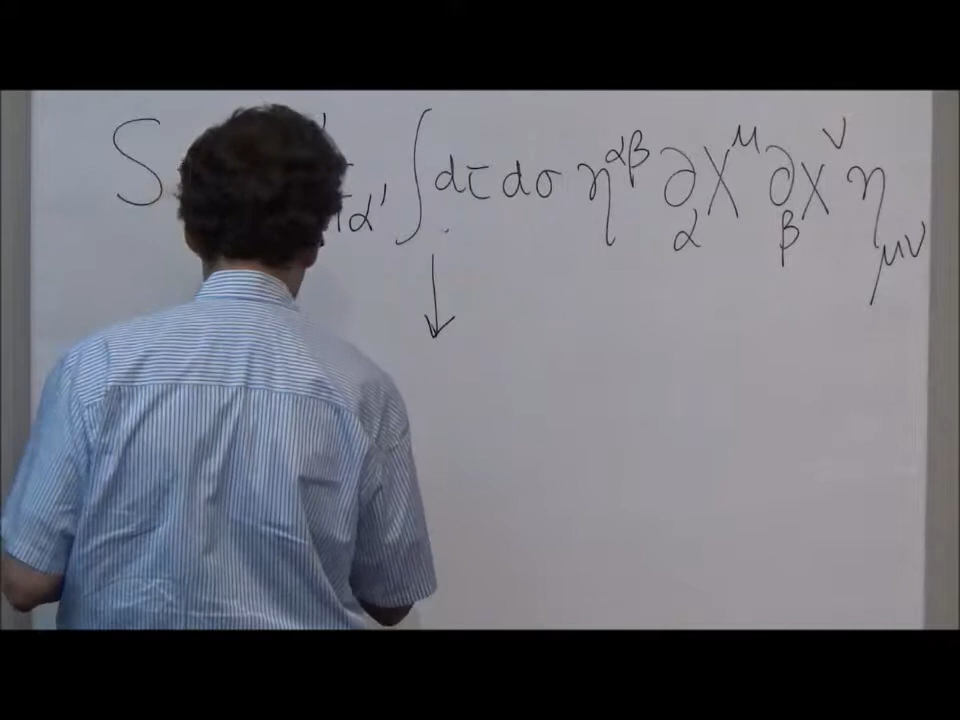 S α' ∫ dτ dσ η^{αβ} ∂_α X^μ ∂_β X^ν η_{μν}
↓